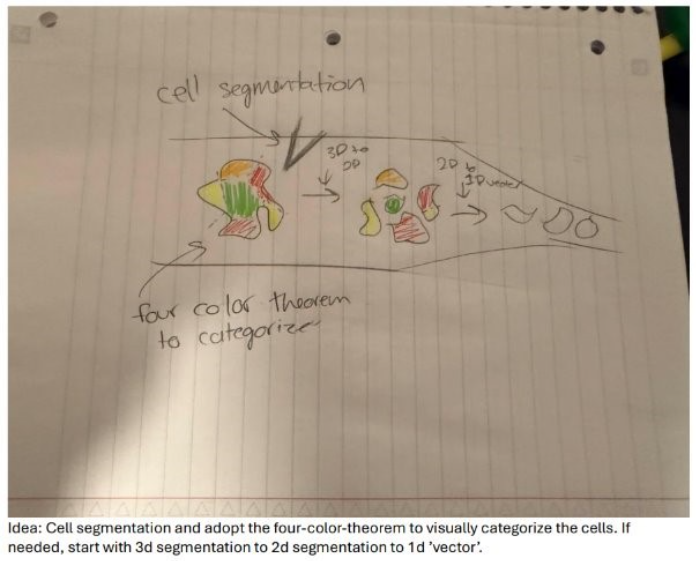 cell segmentation
3D to
2D
2D to
1D vector
four color theorem
to categorize
Idea: Cell segmentation and adopt the four-color-theorem to visually categorize the cells. If
needed, start with 3d segmentation to 2d segmentation to 1d 'vector'.